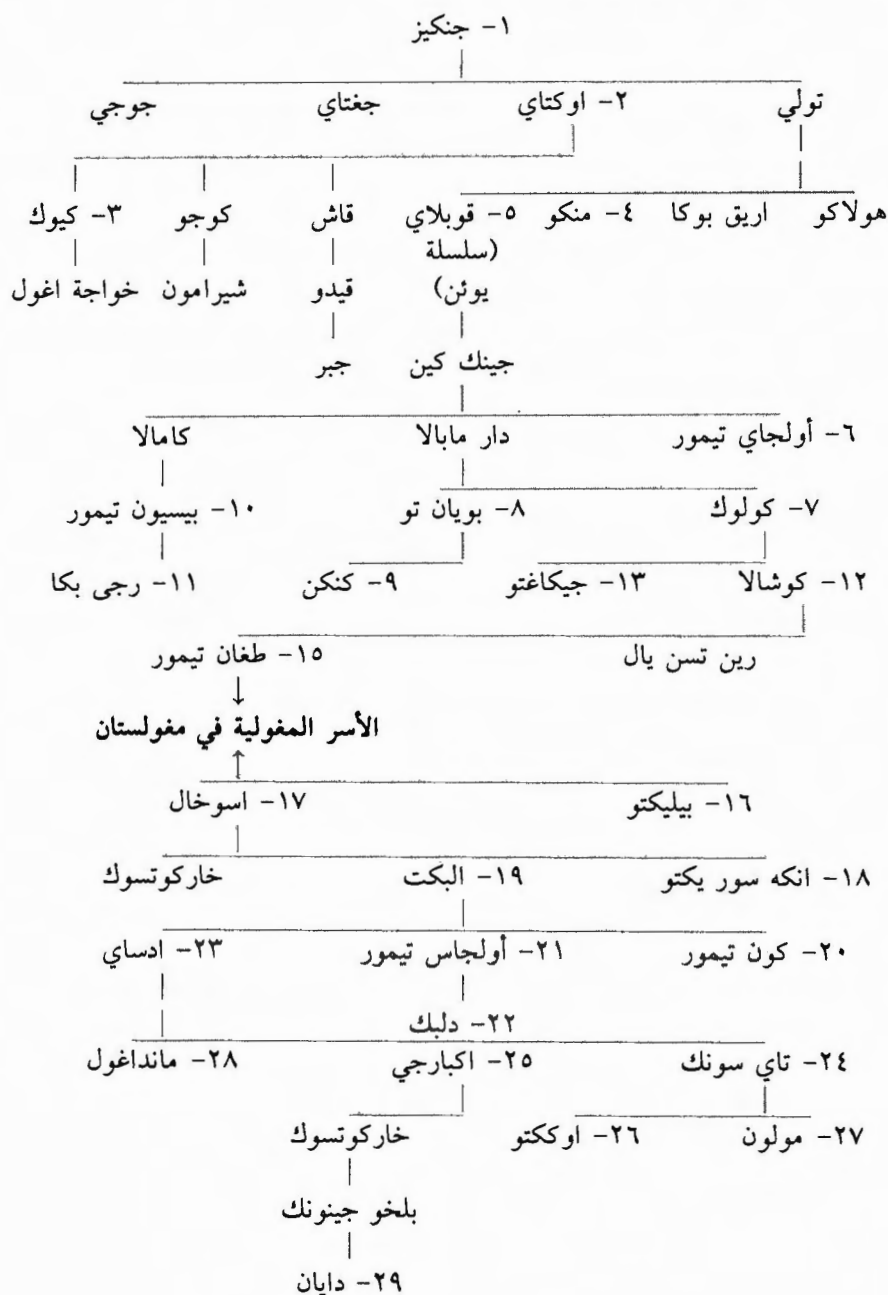 ١- جنكيز
تولي ٢- اوكتاي جغتاي جوجي
هولاكو اريق بوكا ٤- منكو ٥- قوبلاي قاش كوجو ٣- كيوك
(سلسلة
يوئن) قيدو شيرامون خواجة اغول
جينك كين جبر
٦- أولجاي تيمور دار مابالا كامالا
٧- كولوك ٨- بويان تو ١٠- بيسيون تيمور
١٢- كوشالا ١٣- جيكاغتو ٩- كنكن ١١- رجى بكا
رين تسن يال ١٥- طغان تيمور
↓
الأسر المغولية في مغولستان
↑
١٦- بيليكتو ١٧- اسوخال
١٨- انكه سور يكتو ١٩- البكت خاركوتسوك
٢٠- كون تيمور ٢١- أولجاس تيمور ٢٣- ادساي
٢٢- دلبك
٢٤- تاي سونك ٢٥- اكبارجي ٢٨- مانداغول
٢٧- مولون ٢٦- اوككتو خاركوتسوك
بلخو جينونك
٢٩- دايان